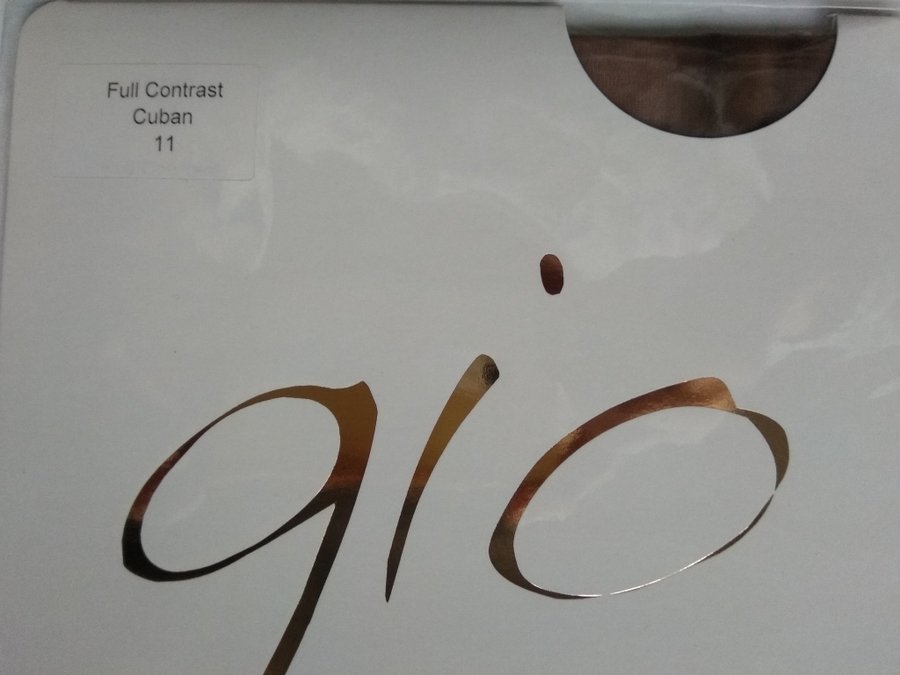 Full Contrast
Cuban
11
gio